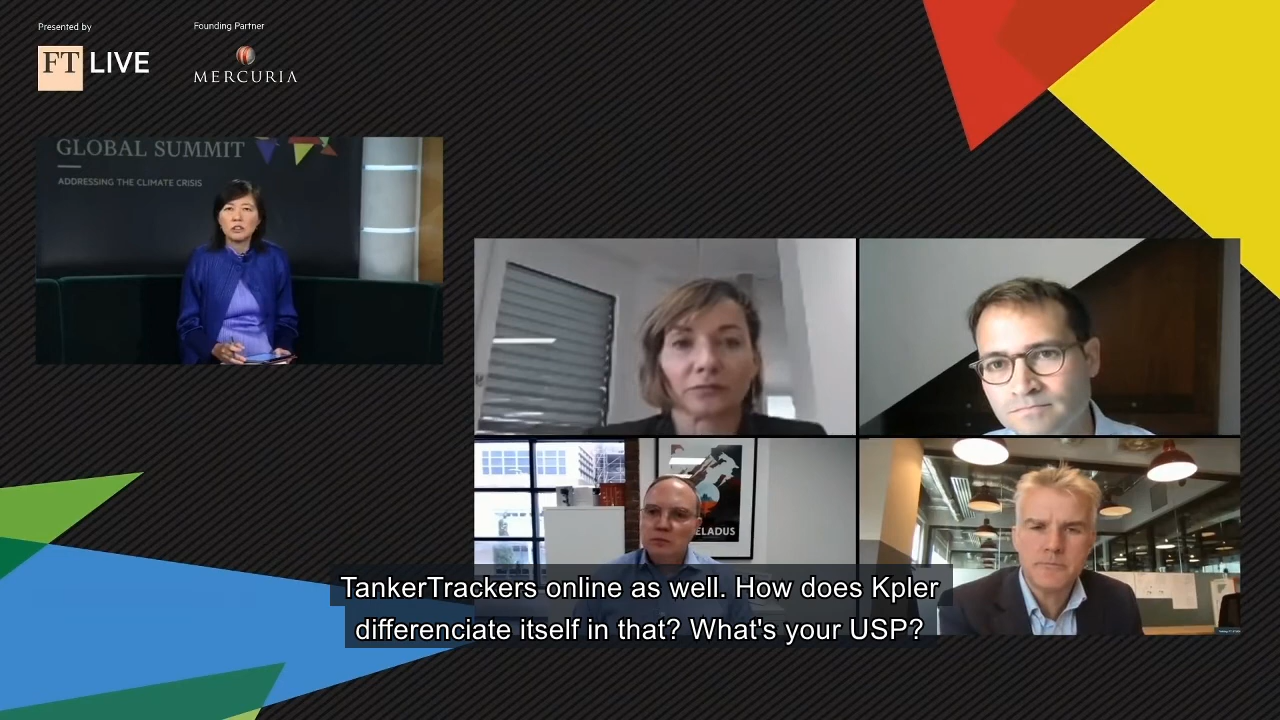 Presented by
FT LIVE
Founding Partner
MERCURIA
GLOBAL SUMMIT
ADDRESSING THE CLIMATE CRISIS
ELADUS
TankerTrackers online as well. How does Kpler
differenciate itself in that? What's your USP?